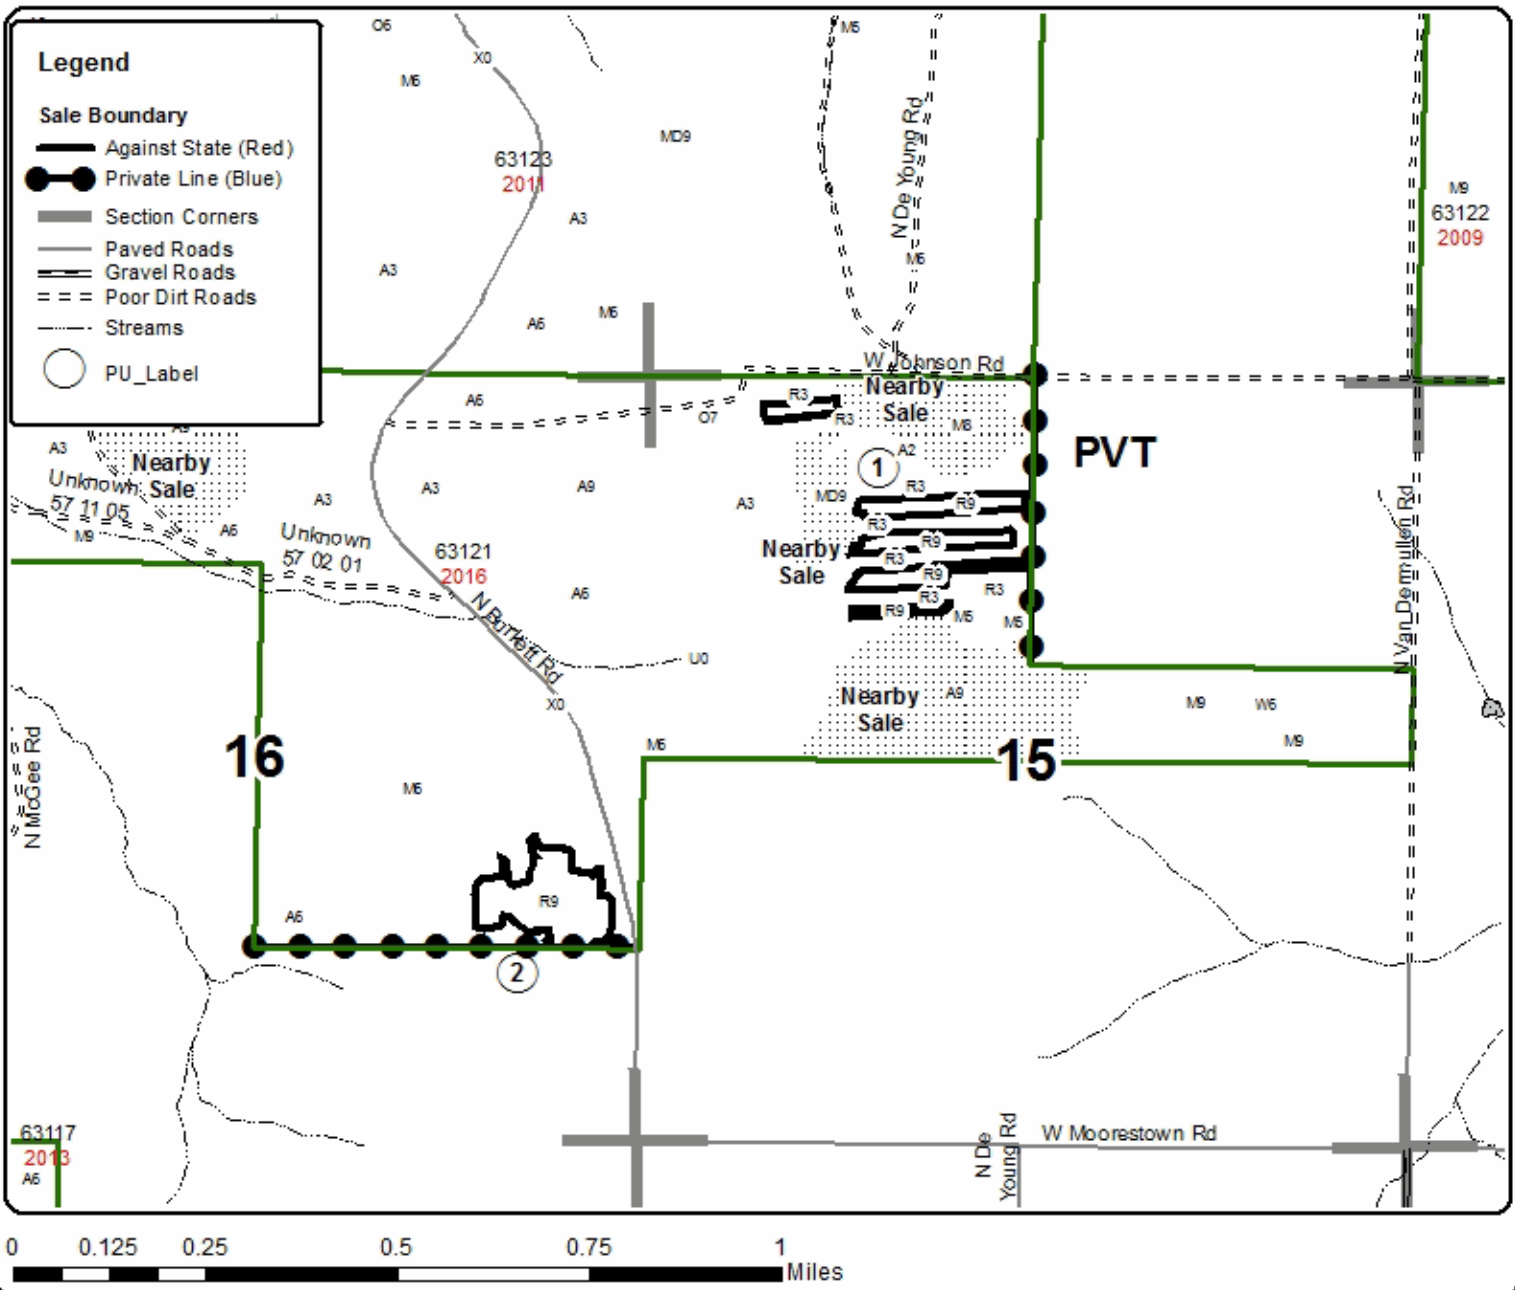 Legend
Sale Boundary
Against State (Red)
Private Line (Blue)
Section Corners
Paved Roads
Gravel Roads
Poor Dirt Roads
Streams
PU_Label
O6
X0
M6
MD9
M5
63123
2011
A3
A3
M6
A6
N De Young Rd
M6
M9
63122
2009
W Johnson Rd
Nearby
Sale
R3
R3
O7
A6
M8
A2
1
PVT
A3
Nearby
Sale
Unknown
57 11 05
M9
A6
A3
A3
A9
A3
Unknown
57 02 01
63121
2016
A6
MD9
R3
R9
R3
R9
R3
R9
R3
R9
R3
M5
M5
Nearby
Sale
N Burkett Rd
U0
X0
N Van Dermullen Rd
Nearby
Sale
A9
M9
W6
M9
16
15
M6
N McGee Rd
M6
R9
A6
2
63117
2013
A6
W Moorestown Rd
N De
Young Rd
0 0.125 0.25 0.5 0.75 1
Miles